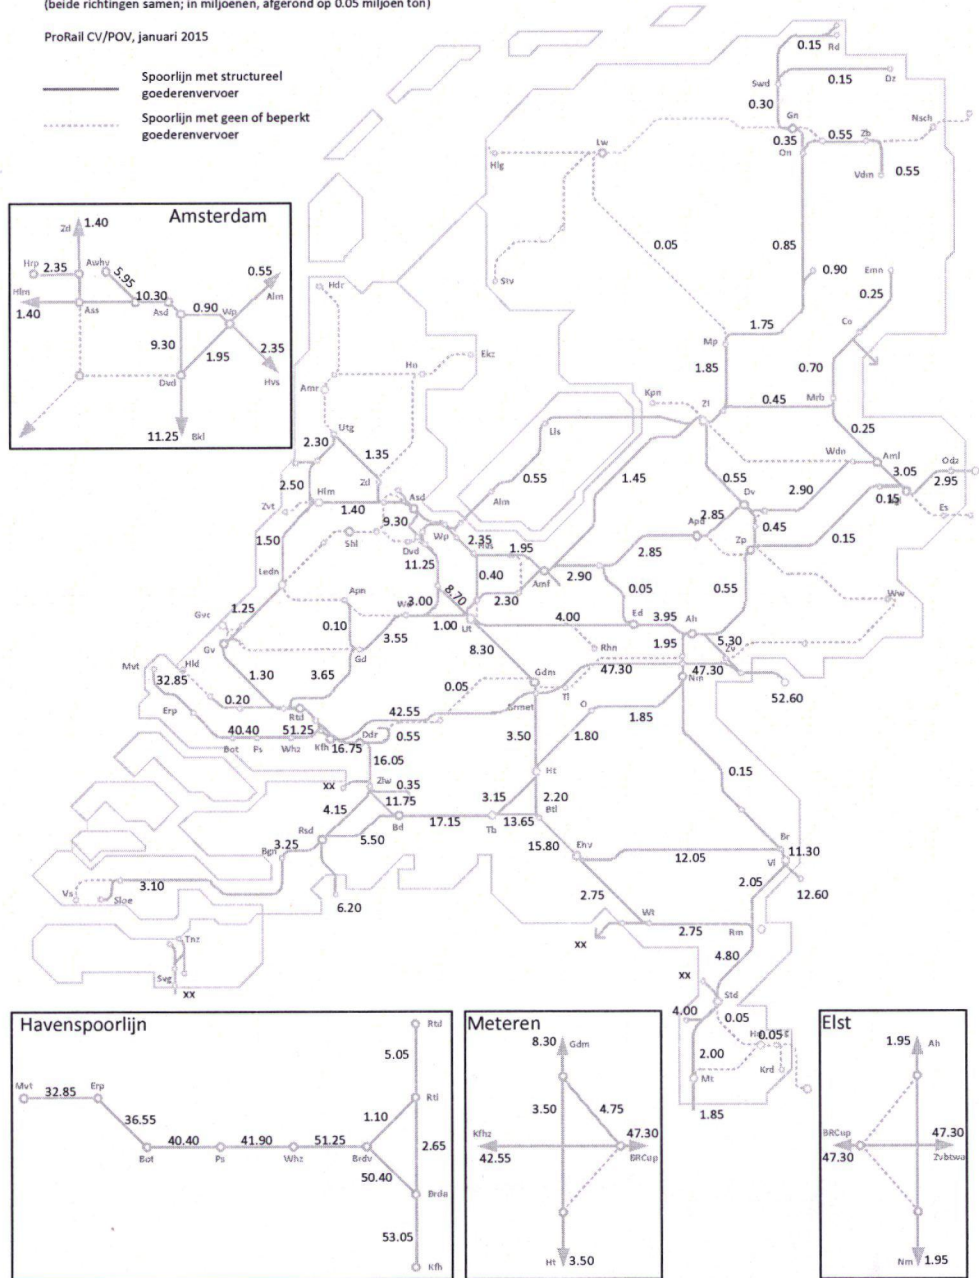 (beide richtingen samen; in miljoenen, afgerond op 0.05 miljoen ton)
ProRail CV/POV, januari 2015
Spoorlijn met structureel
goederenvervoer
Spoorlijn met geen of beperkt
goederenvervoer
0.15
Rd
0.15
Dz
Swd
0.30
Gn
0.35
0.55
Zb
Nsch
On
Vdm
0.55
Hlg
Lw
Stv
0.05
0.85
0.90
Emn
0.25
Co
1.75
Mp
1.85
0.70
Mrb
0.45
0.25
Amsterdam
Zd
1.40
Hrp
2.35
Awhv
5.95
0.55
Alm
Hlm
1.40
Ass
10.30
Asd
0.90
Wp
9.30
1.95
2.35
Hvs
Dvd
11.25
Bkl
Hdr
Hn
Ekz
Amr
Utg
2.30
1.35
2.50
Zd
Zvt
Hlm
1.40
Asd
9.30
Shl
Dvd
Wp
11.25
1.50
Ledn
Lls
0.55
Alm
Kpn
Zl
1.45
Wdn
Aml
3.05
Odz
2.95
0.55
Dv
2.90
0.15
Es
2.85
0.45
Apd
Zp
0.15
2.35
Hvs
1.95
0.40
Amf
2.90
2.85
2.30
0.05
0.55
Ww
Apn
3.00
8.70
Gvc
1.25
0.10
1.00
Ut
4.00
Ed
3.95
Ah
5.30
Gv
3.55
Gd
8.30
Rhn
1.95
47.30
47.30
Zv
Mvt
32.85
Hld
1.30
3.65
Gdm
0.05
Tl
Nm
52.60
Erp
0.20
Rtd
42.55
Grmet
O
1.85
40.40
51.25
Bot
Ps
Whz
Kfh
16.75
Ddr
0.55
3.50
1.80
16.05
Ht
0.15
xx
Zlw
0.35
11.75
3.15
2.20
4.15
Bd
17.15
Tb
13.65
Btl
Rsd
5.50
15.80
Ehv
12.05
Br
11.30
Vl
Bgn
3.25
3.10
Vs
Sloe
6.20
2.75
2.05
12.60
Wt
xx
2.75
Rm
4.80
Tnz
Svg
xx
xx
Std
4.00
0.05
0.05
2.00
Krd
Mt
1.85
Havenspoorlijn
Rtd
5.05
Mvt
32.85
Erp
36.55
Rtl
1.10
Bot
40.40
Ps
41.90
Whz
51.25
Brdv
2.65
50.40
Brde
53.05
Kfh
Meteren
8.30
Gdm
3.50
4.75
Kfhz
42.55
47.30
BRCup
Ht
3.50
Elst
1.95
Ah
BRCup
47.30
47.30
Zvbtwa
Nm
1.95